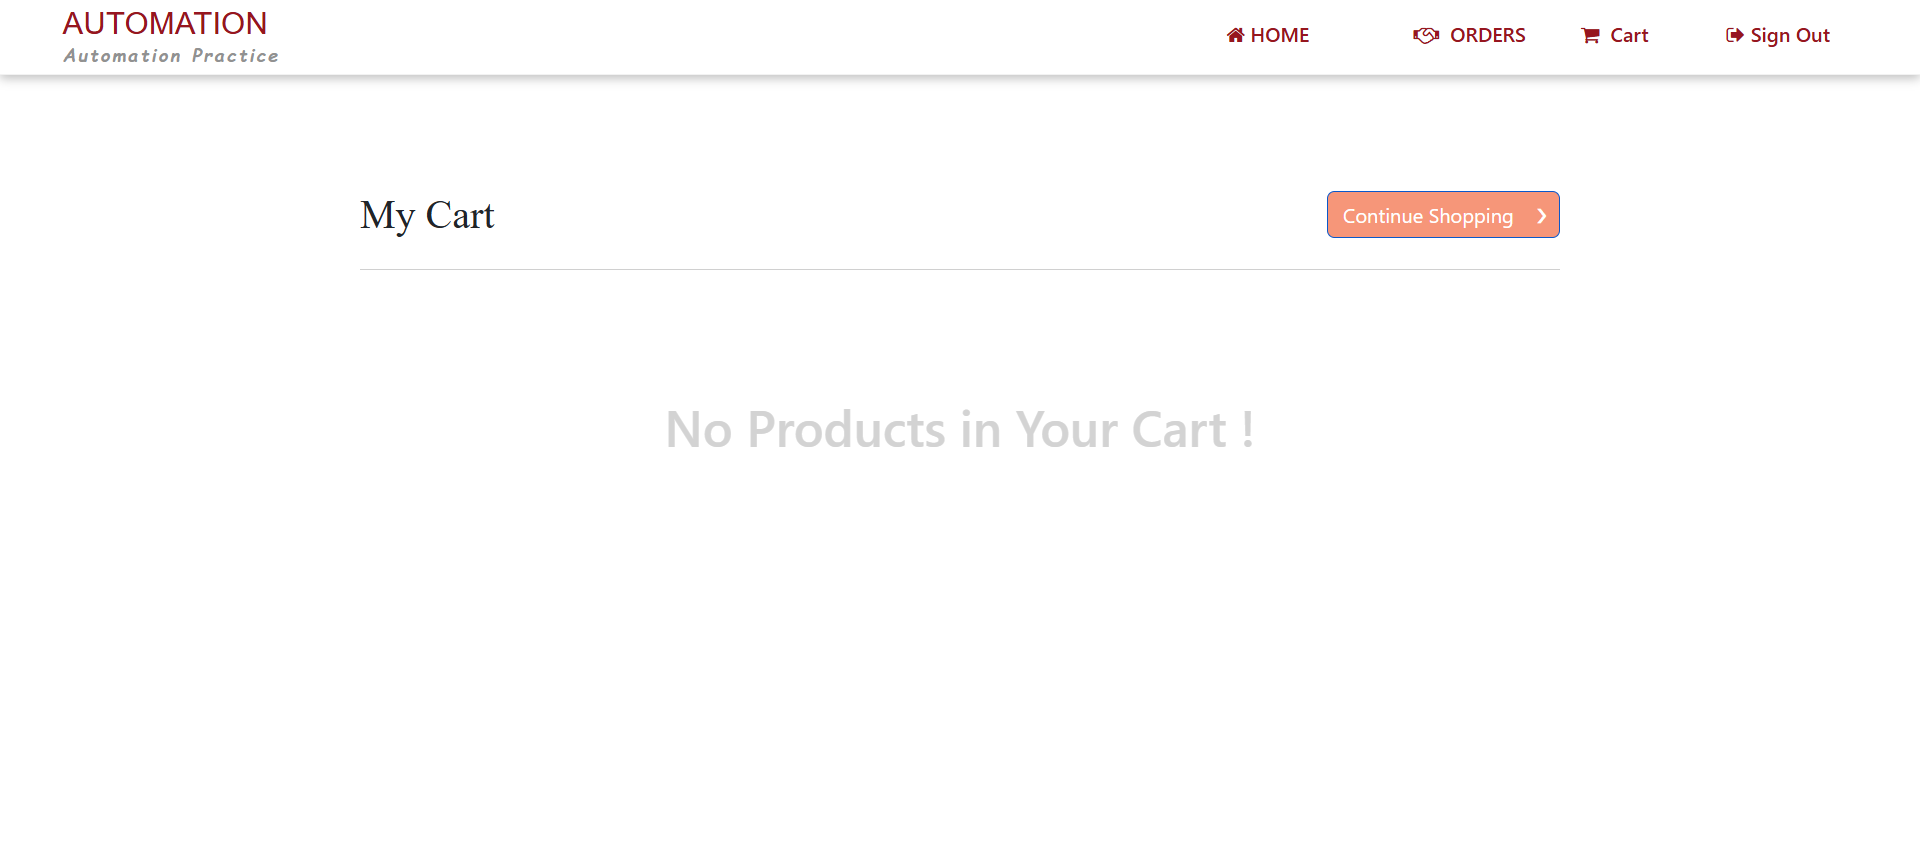 AUTOMATION
Automation Practice
HOME
ORDERS
Cart
Sign Out
My Cart
Continue Shopping
No Products in Your Cart !